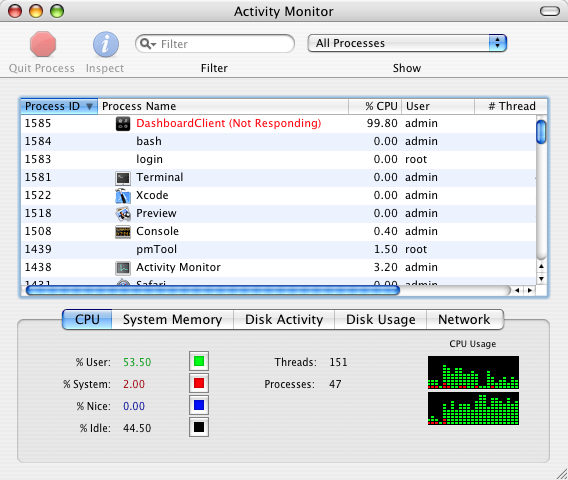 Activity Monitor
Quit Process
Inspect
Filter
Filter
All Processes
Show
Process ID Process Name % CPU User # Thread
1585 DashboardClient (Not Responding) 99.80 admin
1584 bash 0.00 admin
1583 login 0.00 root
1581 Terminal 0.00 admin
1522 Xcode 0.00 admin
1518 Preview 0.00 admin
1508 Console 0.40 admin
1439 pmTool 1.50 root
1438 Activity Monitor 3.20 admin
1431 Safari 0.00 admin
CPU System Memory Disk Activity Disk Usage Network
% User: 53.50
% System: 2.00
% Nice: 0.00
% Idle: 44.50
Threads: 151
Processes: 47
CPU Usage